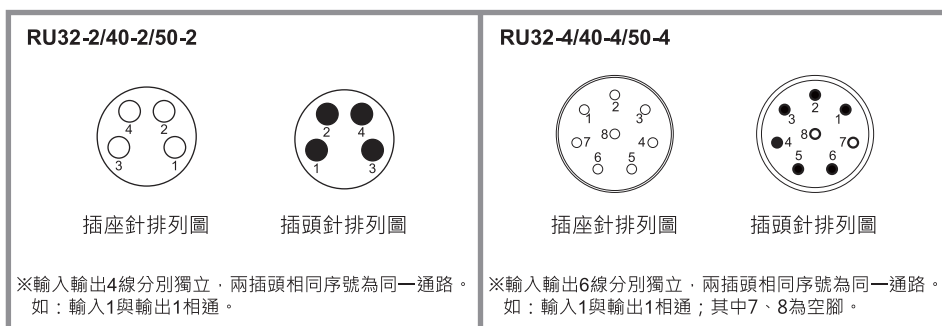 RU32-2/40-2/50-2
4 2
3 1
2 4
1 3
插座針排列圖
插頭針排列圖
※輸入輸出4線分別獨立，兩插頭相同序號為同一通路。
如：輸入1與輸出1相通。
RU32-4/40-4/50-4
2
1 3
7 8 4
6 5
2
3 1
4 8 7
5 6
插座針排列圖
插頭針排列圖
※輸入輸出6線分別獨立，兩插頭相同序號為同一通路。
如：輸入1與輸出1相通；其中7、8為空腳。